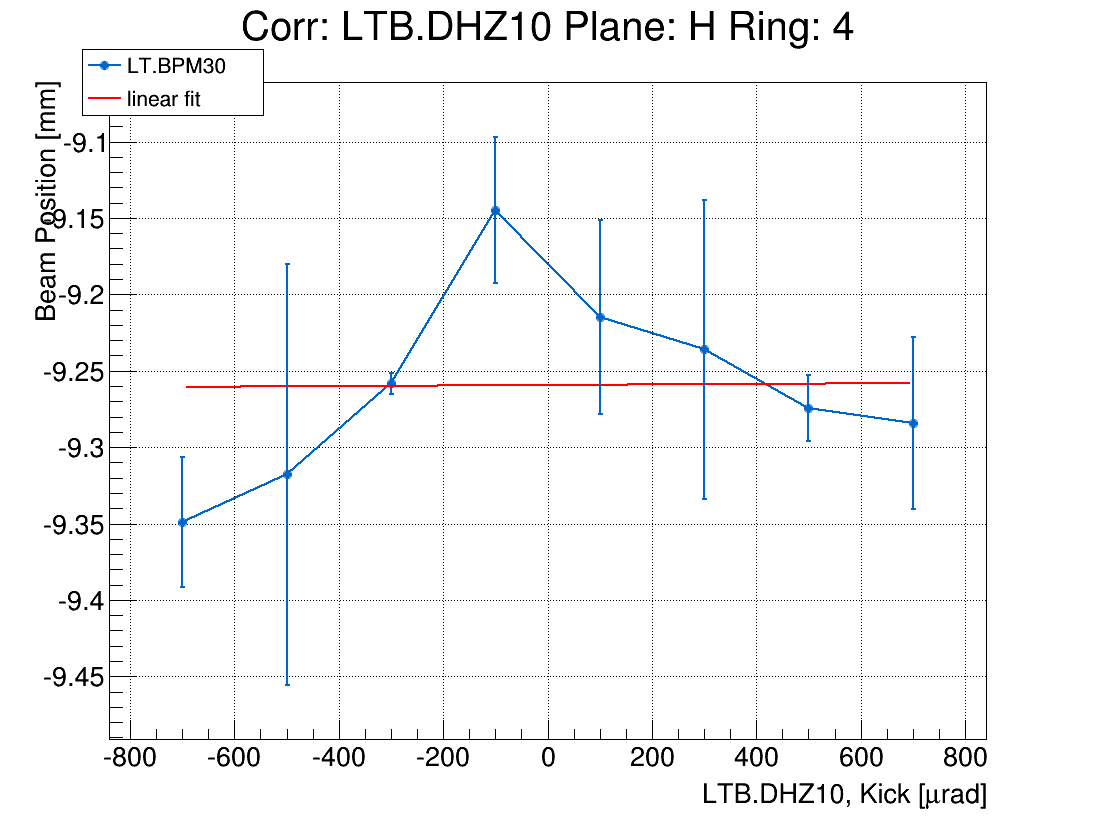 Corr: LTB.DHZ10 Plane: H Ring: 4
LT.BPM30
linear fit
Beam Position [mm]
-9.1
-9.15
-9.2
-9.25
-9.3
-9.35
-9.4
-9.45
-800 -600 -400 -200 0 200 400 600 800
LTB.DHZ10, Kick [μrad]